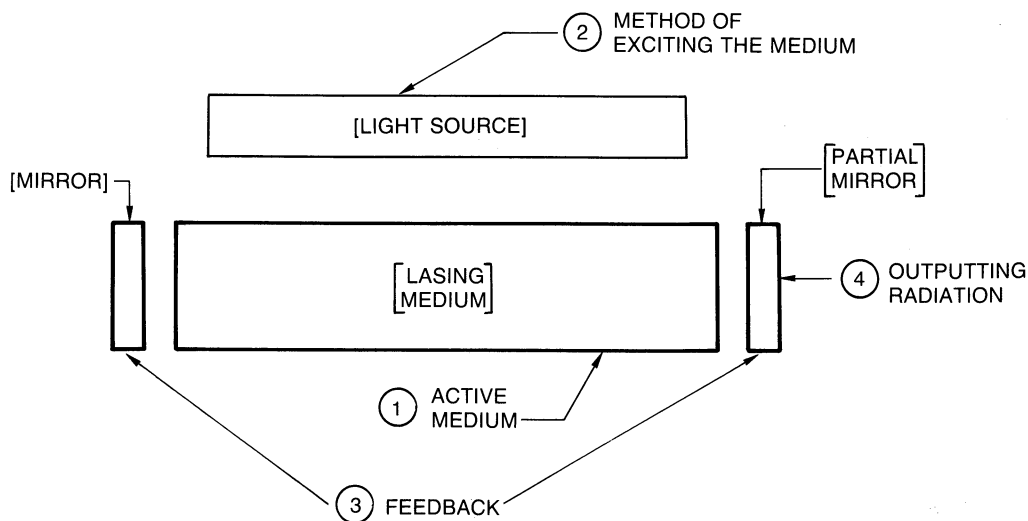 2 METHOD OF
EXCITING THE MEDIUM
[LIGHT SOURCE]
[MIRROR]
[PARTIAL
MIRROR]
[LASING
MEDIUM]
4 OUTPUTTING
RADIATION
1 ACTIVE
MEDIUM
3 FEEDBACK